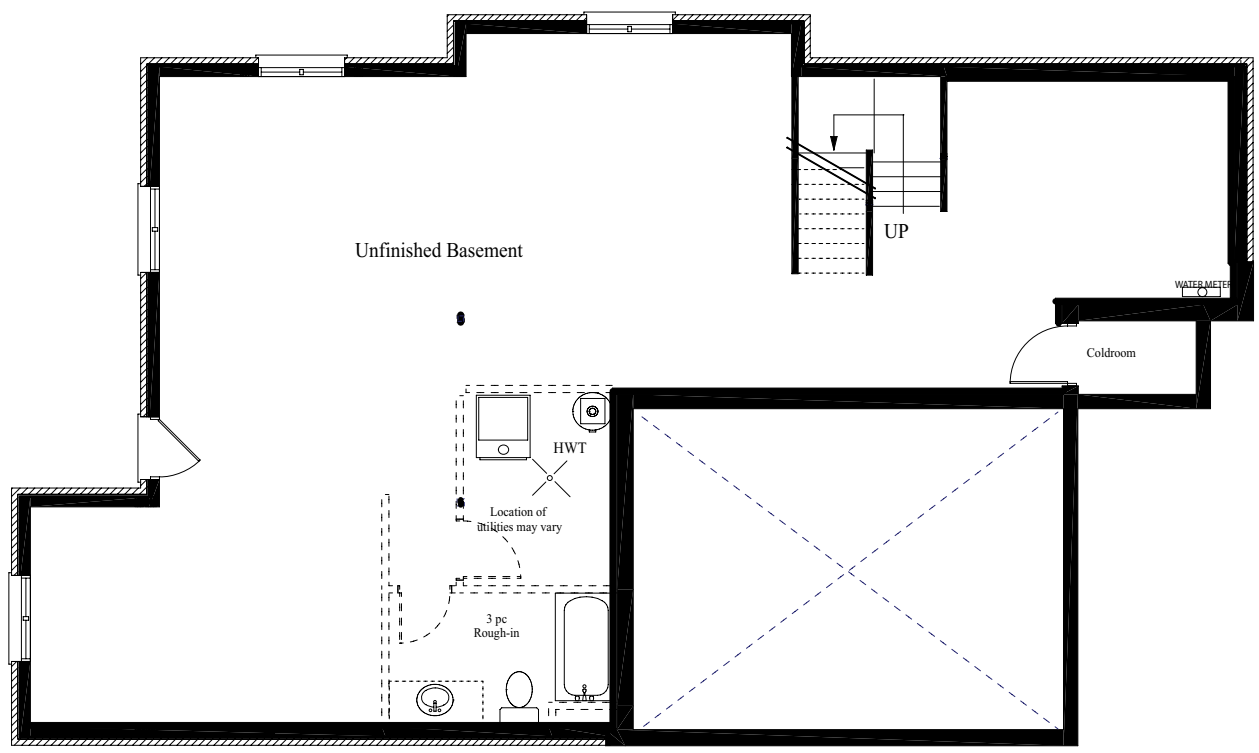 Unfinished Basement
UP
WATER METER
Coldroom
HWT
Location of
utilities may vary
3 pc
Rough-in